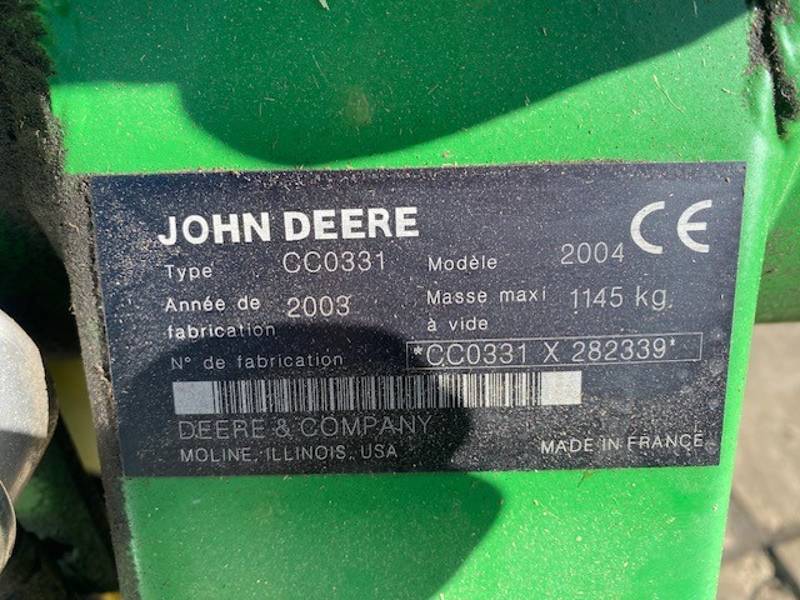 JOHN DEERE CE
Type CC0331 Modèle 2004
Année de fabrication 2003 Masse maxi à vide 1145 kg.
N° de fabrication *CC0331 X 282339*
DEERE & COMPANY
MOLINE, ILLINOIS, USA MADE IN FRANCE